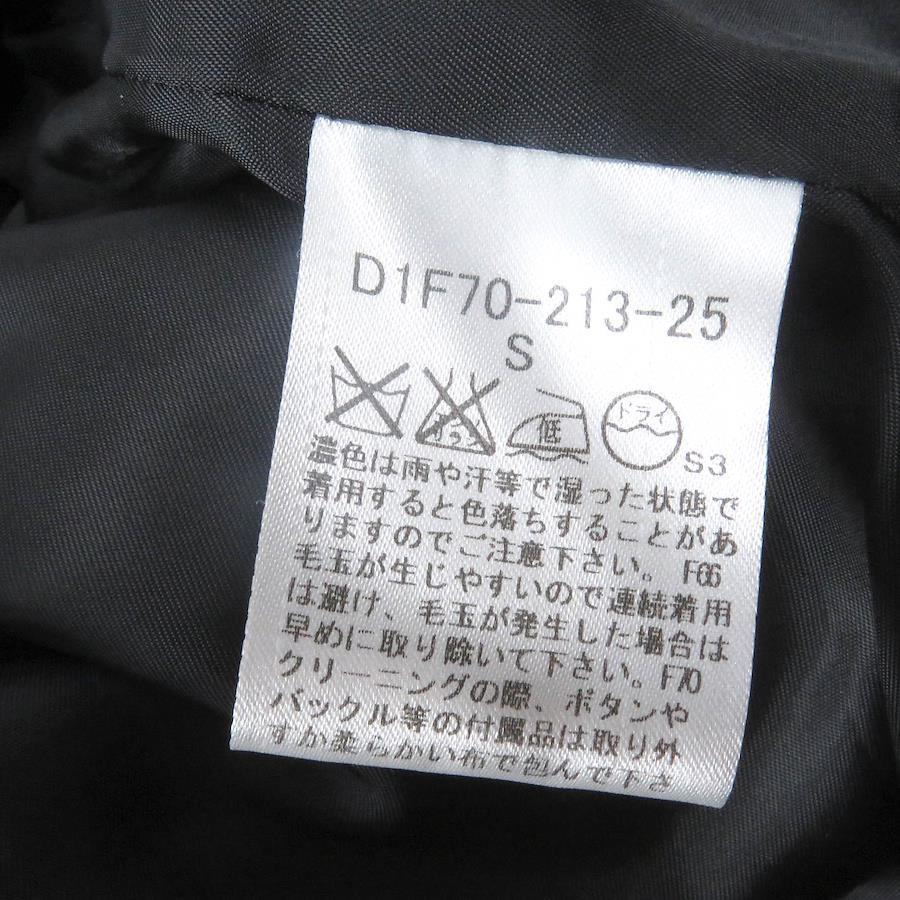 D1F70-213-25
S
エンソ 低 ドライ S3
濃色は雨や汗等で湿った状態で
着用すると色落ちすることがあ
りますのでご注意下さい。F66
毛玉が生じやすいので連続着用
は避け、毛玉が発生した場合は
早めに取り除いて下さい。F70
クリーニングの際、ボタンや
バックル等の付属品は取り外
すか柔らかい布で包んで下さ